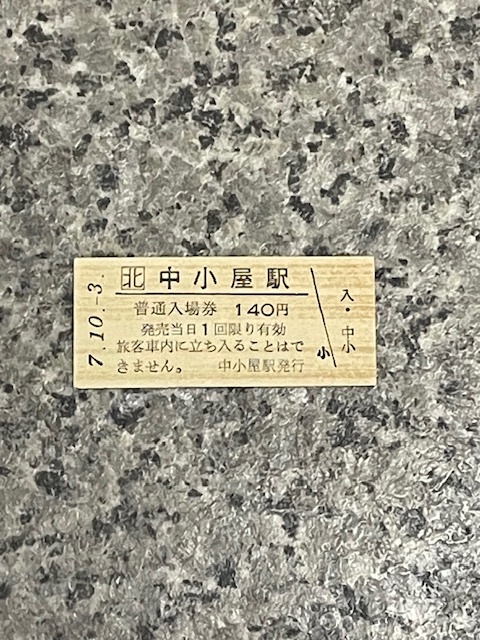 7.10.-3.
北 中小屋駅
普通入場券 140円
発売当日1回限り有効
旅客車内に立ち入ることはで
きません。 中小屋駅発行
小
入・中小